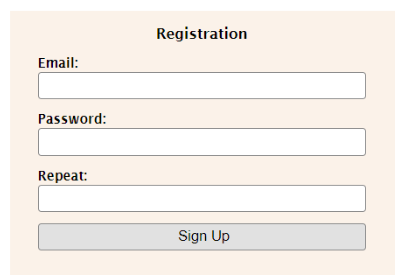 Registration
Email:
Password:
Repeat:
Sign Up